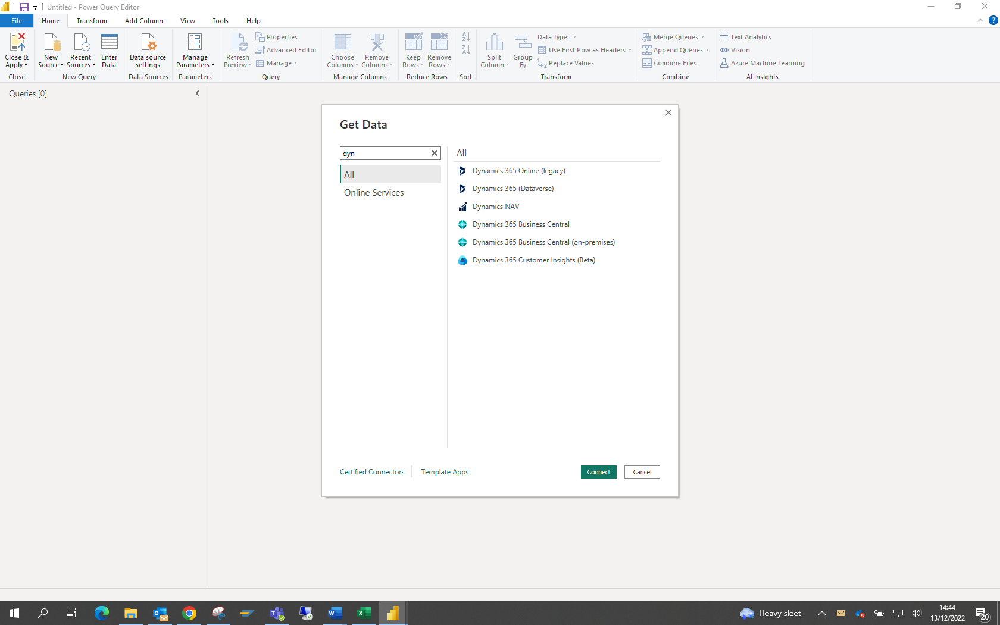 Untitled - Power Query Editor
File Home Transform Add Column View Tools Help
?
Close & Apply
Close
New Source
Recent Sources
Enter Data
New Query
Data source settings
Data Sources
Manage Parameters
Parameters
Refresh Preview
Properties
Advanced Editor
Manage
Query
Choose Columns
Remove Columns
Manage Columns
Keep Rows
Remove Rows
Reduce Rows
Sort
Split Column
Group By
Data Type:
Use First Row as Headers
Replace Values
Transform
Merge Queries
Append Queries
Combine Files
Combine
Text Analytics
Vision
Azure Machine Learning
AI Insights
Queries [0]
Get Data
dyn
All
Online Services
All
Dynamics 365 Online (legacy)
Dynamics 365 (Dataverse)
Dynamics NAV
Dynamics 365 Business Central
Dynamics 365 Business Central (on-premises)
Dynamics 365 Customer Insights (Beta)
Certified Connectors
Template Apps
Connect
Cancel
Heavy sleet
14:44
13/12/2022
20